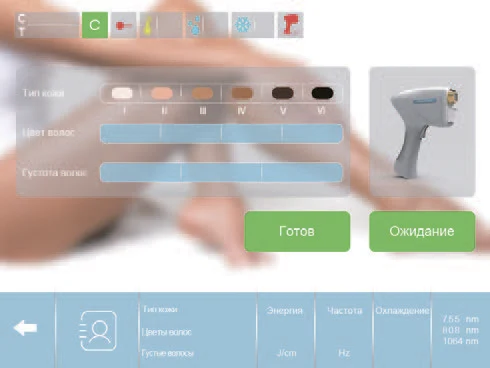 C
T
C
Тип кожи
I II III IV V VI
Цвет волос
Густота волос
Готов Ожидание
Тип кожи
Цветы волос
Густые волосы
Энергия
J/cm
Частота
Hz
Охлаждение
755 nm
808 nm
1064 nm